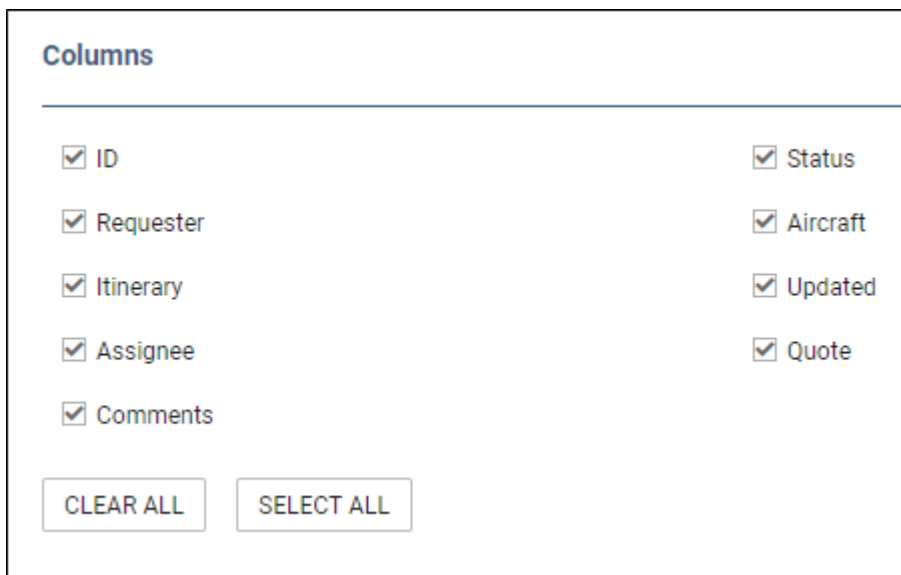 Columns
ID
Status
Requester
Aircraft
Itinerary
Updated
Assignee
Quote
Comments
CLEAR ALL
SELECT ALL